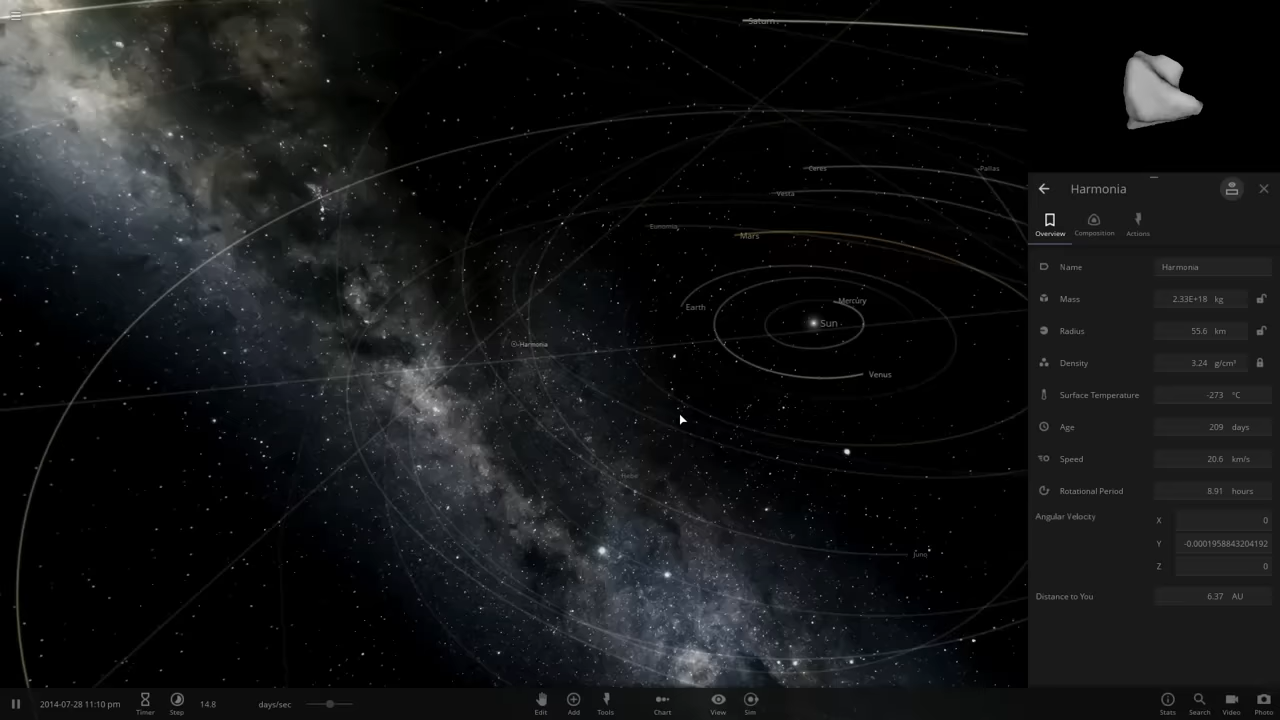 Saturn
Ceres
Pallas
Vesta
Eunomia
Mars
Mercury
Earth
Sun
Harmonia
Venus
Juno
Harmonia
Overview
Composition
Actions
Name Harmonia
Mass 2.33E+18 kg
Radius 55.6 km
Density 3.24 g/cm³
Surface Temperature -273 °C
Age 209 days
Speed 20.6 km/s
Rotational Period 8.91 hours
Angular Velocity
X 0
Y -0.0001958843204192
Z 0
Distance to You 6.37 AU
2014-07-28 11:10 pm
Timer
Step
14.8 days/sec
Edit
Add
Tools
Chart
View
Sim
Stats
Search
Video
Photo